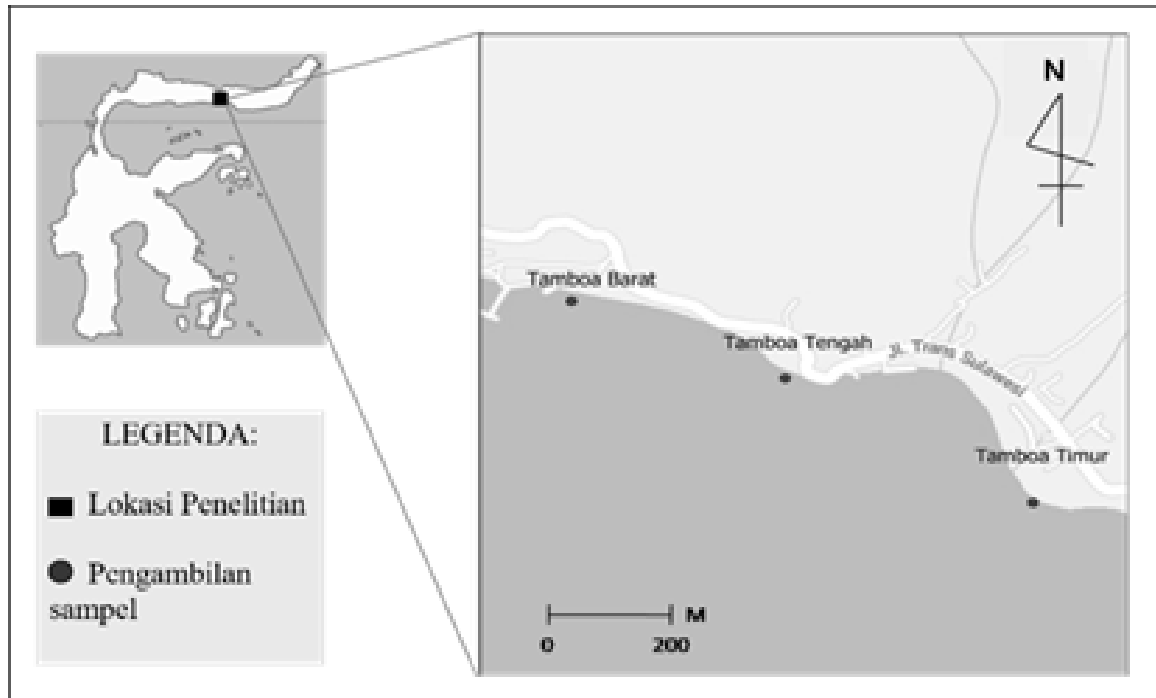 LEGENDA:
Lokasi Penelitian
Pengambilan
sampel
N
Tamboa Barat
Tamboa Tengah
JL. Trans Sulawesi
Tamboa Timur
M
0 200